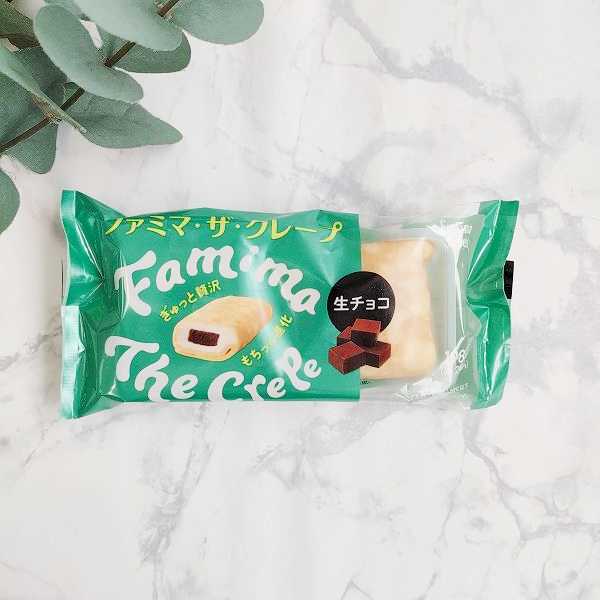 ファミマ・ザ・クレープ
Famima
ぎゅっと贅沢
生チョコ
The Crepe